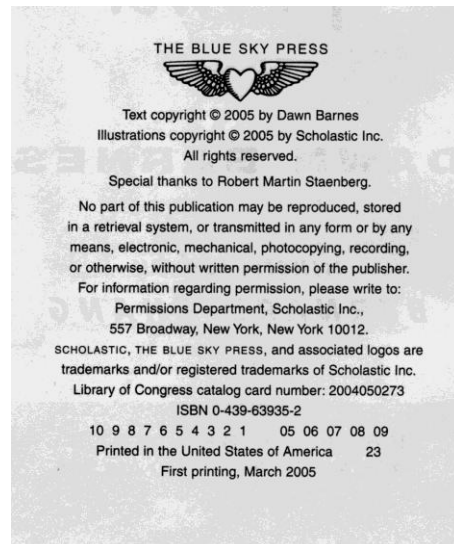 THE BLUE SKY PRESS
Text copyright © 2005 by Dawn Barnes
Illustrations copyright © 2005 by Scholastic Inc.
All rights reserved.
Special thanks to Robert Martin Staenberg.
No part of this publication may be reproduced, stored
in a retrieval system, or transmitted in any form or by any
means, electronic, mechanical, photocopying, recording,
or otherwise, without written permission of the publisher.
For information regarding permission, please write to:
Permissions Department, Scholastic Inc.,
557 Broadway, New York, New York 10012.
SCHOLASTIC, THE BLUE SKY PRESS, and associated logos are
trademarks and/or registered trademarks of Scholastic Inc.
Library of Congress catalog card number: 2004050273
ISBN 0-439-63935-2
10 9 8 7 6 5 4 3 2 1 05 06 07 08 09
Printed in the United States of America 23
First printing, March 2005